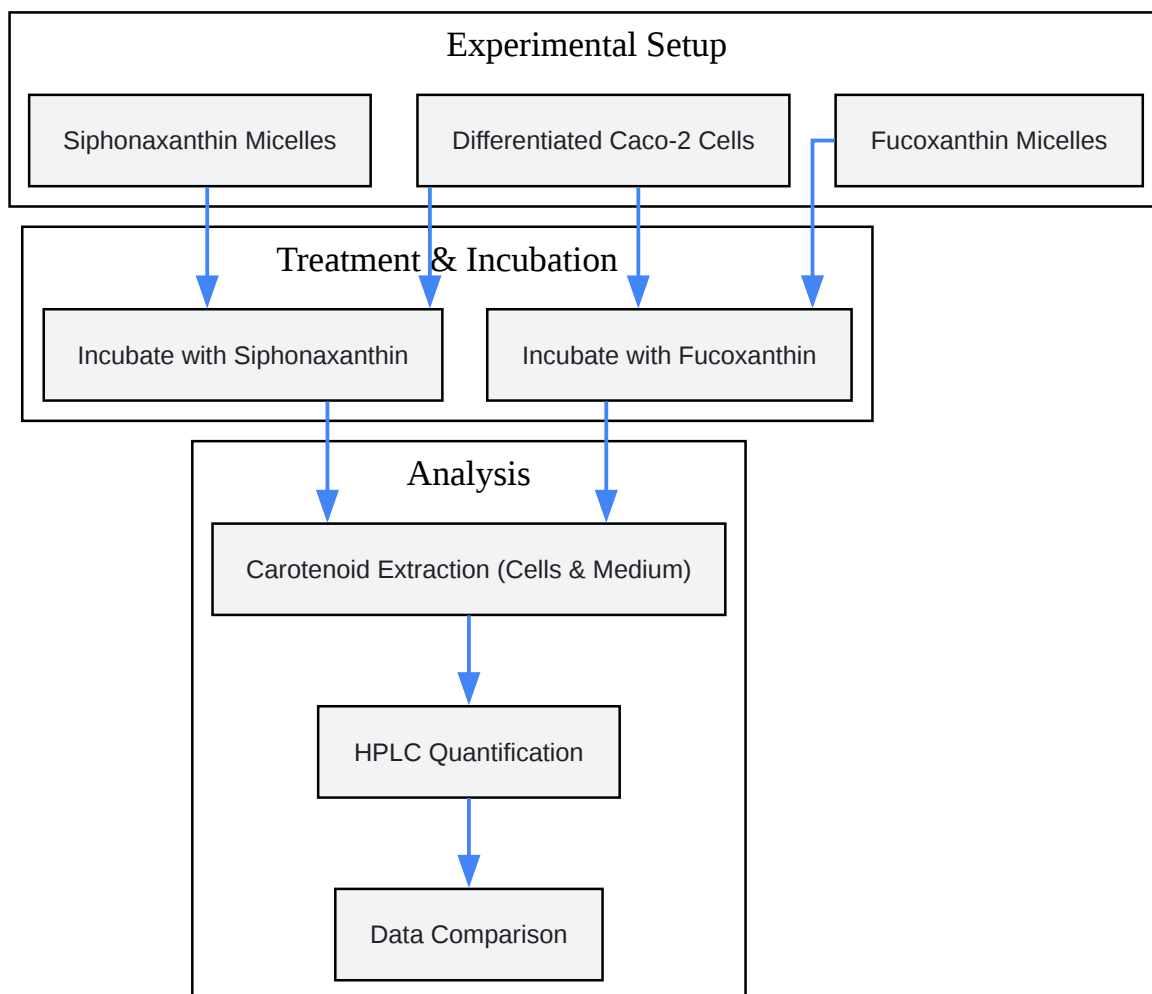 Experimental Setup
Siphonaxanthin Micelles
Differentiated Caco-2 Cells
Fucoxanthin Micelles
Treatment & Incubation
Incubate with Siphonaxanthin
Incubate with Fucoxanthin
Analysis
Carotenoid Extraction (Cells & Medium)
HPLC Quantification
Data Comparison